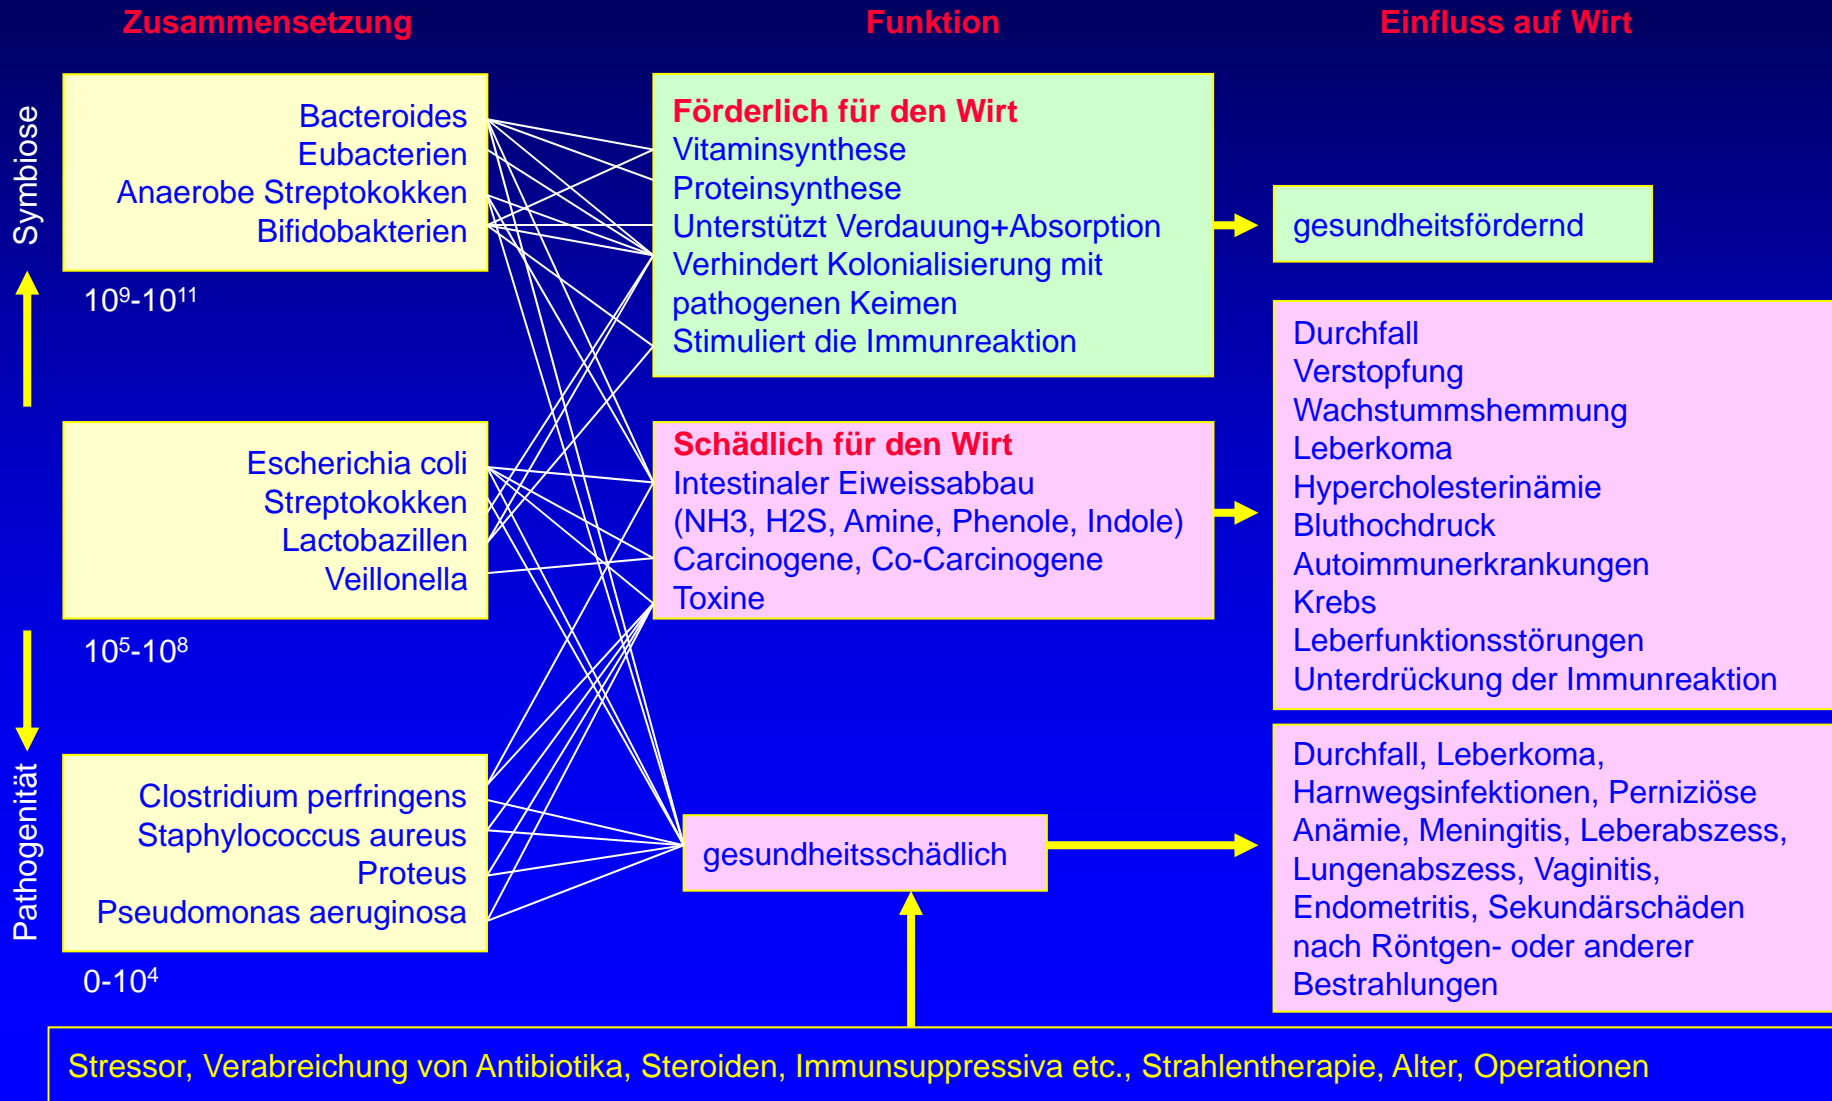 Zusammensetzung
Funktion
Einfluss auf Wirt
Symbiose
Bacteroides
Eubacterien
Anaerobe Streptokokken
Bifidobakterien
10⁹-10¹¹
Escherichia coli
Streptokokken
Lactobazillen
Veillonella
10⁵-10⁸
Pathogenität
Clostridium perfringens
Staphylococcus aureus
Proteus
Pseudomonas aeruginosa
0-10⁴
Förderlich für den Wirt
Vitaminsynthese
Proteinsynthese
Unterstützt Verdauung+Absorption
Verhindert Kolonialisierung mit
pathogenen Keimen
Stimuliert die Immunreaktion
Schädlich für den Wirt
Intestinaler Eiweissabbau
(NH3, H2S, Amine, Phenole, Indole)
Carcinogene, Co-Carcinogene
Toxine
gesundheitsschädlich
gesundheitsfördernd
Durchfall
Verstopfung
Wachstummshemmung
Leberkoma
Hypercholesterinämie
Bluthochdruck
Autoimmunerkrankungen
Krebs
Leberfunktionsstörungen
Unterdrückung der Immunreaktion
Durchfall, Leberkoma,
Harnwegsinfektionen, Perniziöse
Anämie, Meningitis, Leberabszess,
Lungenabszess, Vaginitis,
Endometritis, Sekundärschäden
nach Röntgen- oder anderer
Bestrahlungen
Stressor, Verabreichung von Antibiotika, Steroiden, Immunsuppressiva etc., Strahlentherapie, Alter, Operationen